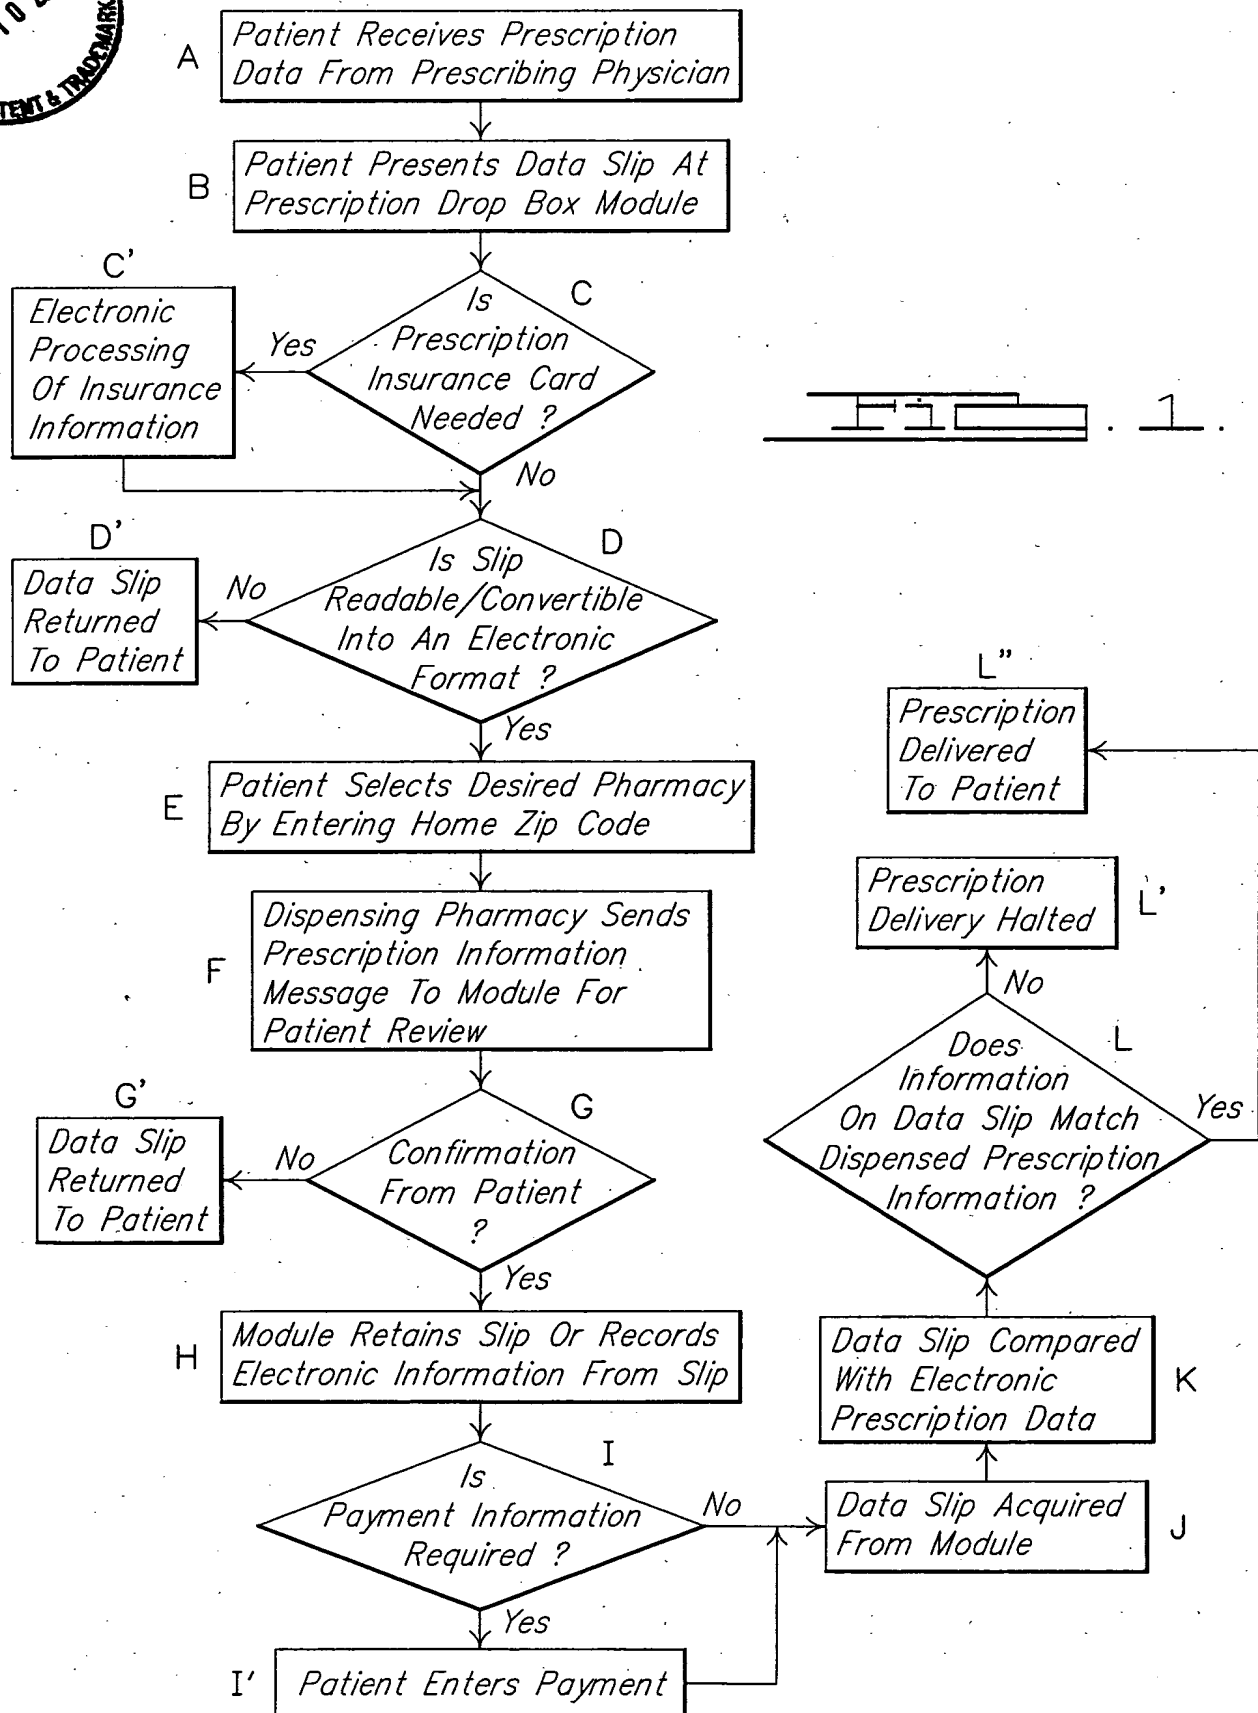 10
TENT & TRADEMARK
A
Patient Receives Prescription
Data From Prescribing Physician
B
Patient Presents Data Slip At
Prescription Drop Box Module
C'
Electronic
Processing
Of Insurance
Information
Yes
C
Is
Prescription
Insurance Card
Needed ?
No
D'
Data Slip
Returned
To Patient
No
D
Is Slip
Readable/Convertible
Into An Electronic
Format ?
Yes
E
Patient Selects Desired Pharmacy
By Entering Home Zip Code
F
Dispensing Pharmacy Sends
Prescription Information
Message To Module For
Patient Review
G'
Data Slip
Returned
To Patient
No
G
Confirmation
From Patient
?
Yes
H
Module Retains Slip Or Records
Electronic Information From Slip
I
Is
Payment Information
Required ?
No
Yes
I'
Patient Enters Payment
J
Data Slip Acquired
From Module
K
Data Slip Compared
With Electronic
Prescription Data
L
Does
Information
On Data Slip Match
Dispensed Prescription
Information ?
Yes
No
L'
Prescription
Delivery Halted
L"
Prescription
Delivered
To Patient
. 1.